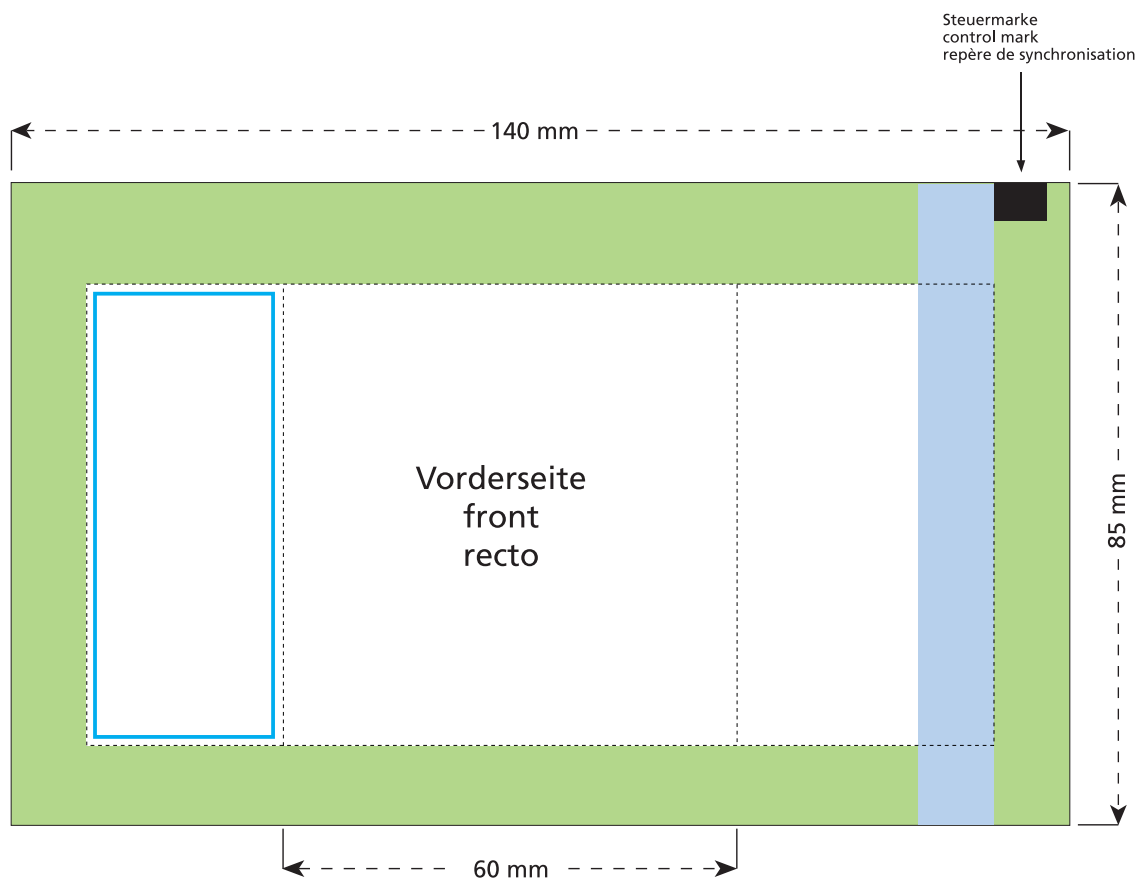 Steuermarke
control mark
repère de synchronisation
140 mm
Vorderseite
front
recto
85 mm
60 mm